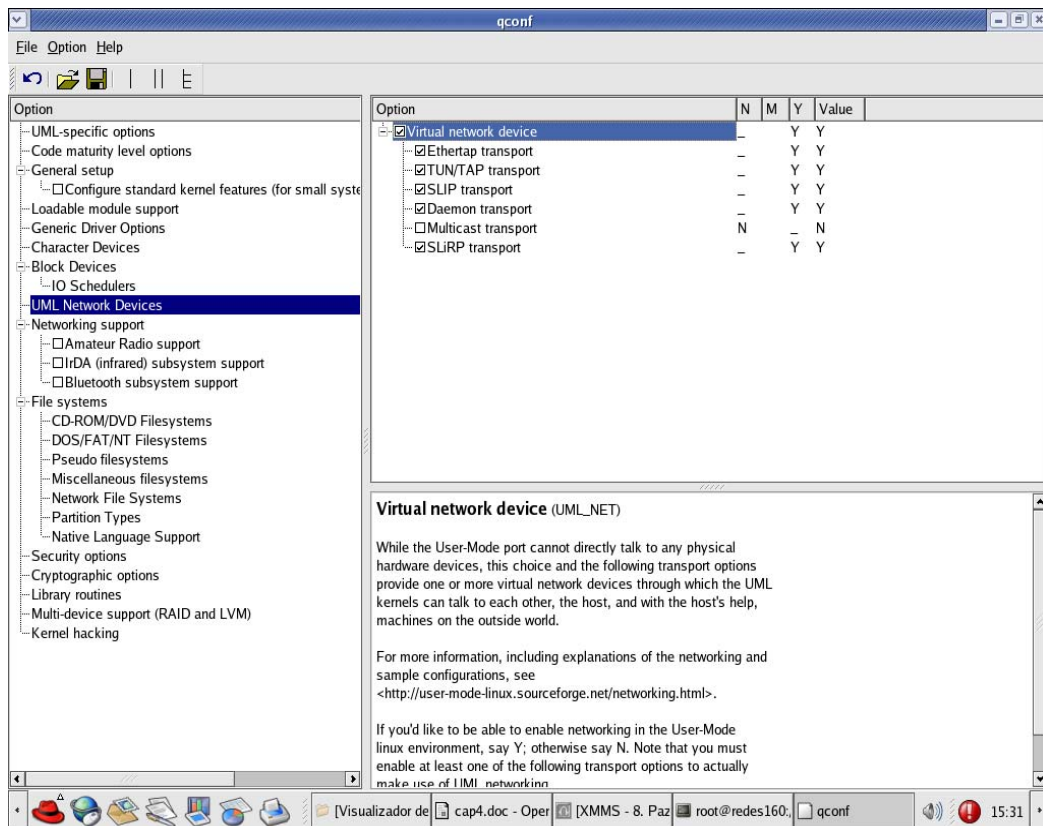 qconf
File Option Help
Option
UML-specific options
Code maturity level options
General setup
Configure standard kernel features (for small syste
Loadable module support
Generic Driver Options
Character Devices
Block Devices
IO Schedulers
UML Network Devices
Networking support
Amateur Radio support
IrDA (infrared) subsystem support
Bluetooth subsystem support
File systems
CD-ROM/DVD Filesystems
DOS/FAT/NT Filesystems
Pseudo filesystems
Miscellaneous filesystems
Network File Systems
Partition Types
Native Language Support
Security options
Cryptographic options
Library routines
Multi-device support (RAID and LVM)
Kernel hacking
Option N M Y Value
Virtual network device _ Y Y
Ethertap transport _ Y Y
TUN/TAP transport _ Y Y
SLIP transport _ Y Y
Daemon transport _ Y Y
Multicast transport N _ N
SLiRP transport _ Y Y
Virtual network device (UML_NET)
While the User-Mode port cannot directly talk to any physical
hardware devices, this choice and the following transport options
provide one or more virtual network devices through which the UML
kernels can talk to each other, the host, and with the host's help,
machines on the outside world.
For more information, including explanations of the networking and
sample configurations, see
<http://user-mode-linux.sourceforge.net/networking.html>.
If you'd like to be able to enable networking in the User-Mode
linux environment, say Y; otherwise say N. Note that you must
enable at least one of the following transport options to actually
make use of UML networking.
[Visualizador de cap4.doc - Oper [XMMS - 8. Paz root@redes160: qconf 15:31